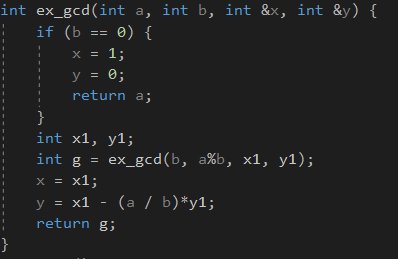 int ex_gcd(int a, int b, int &x, int &y) {
    if (b == 0) {
        x = 1;
        y = 0;
        return a;
    }
    int x1, y1;
    int g = ex_gcd(b, a%b, x1, y1);
    x = x1;
    y = x1 - (a / b)*y1;
    return g;
}